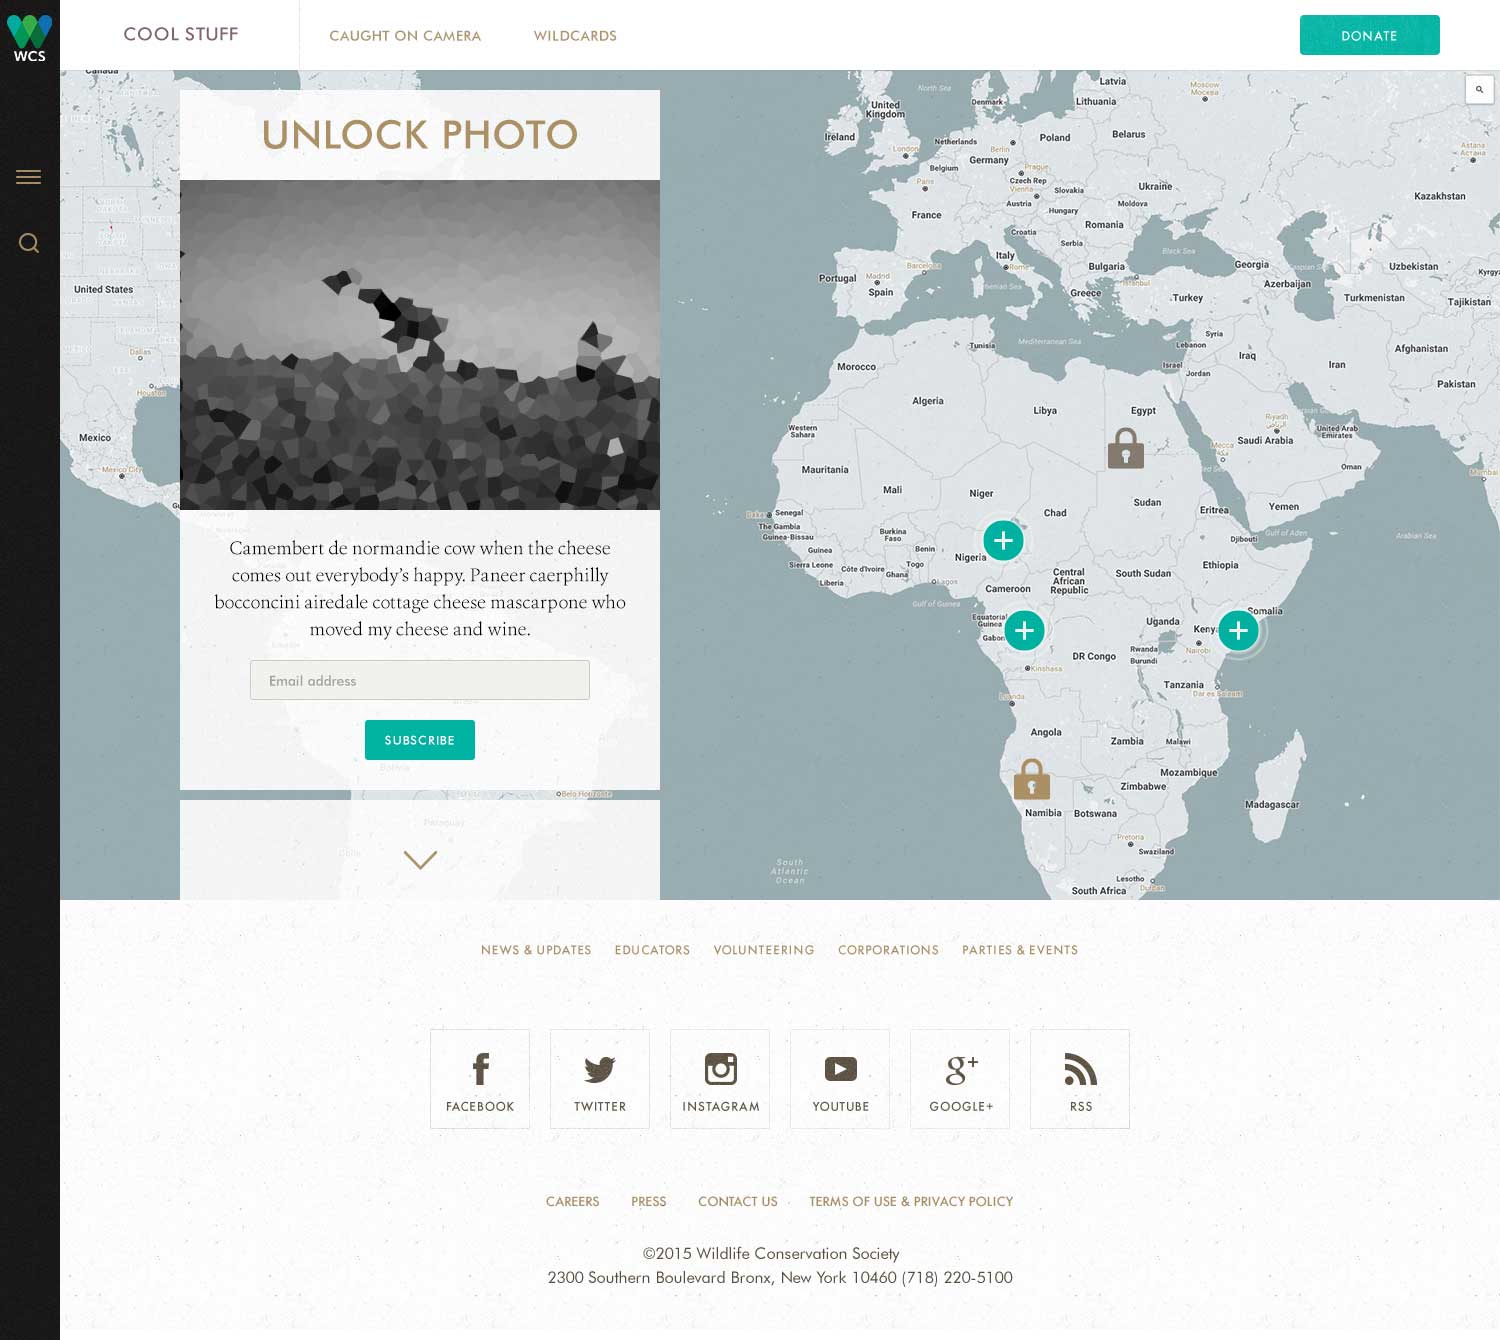 WCS
COOL STUFF
CAUGHT ON CAMERA
WILDCARDS
DONATE
UNLOCK PHOTO
Camembert de normandie cow when the cheese
comes out everybody's happy. Paneer caerphilly
bocconcini airedale cottage cheese mascarpone who
moved my cheese and wine.
Email address
SUBSCRIBE
Canada
United States
Dallas
Houston
Mexico
Mexico City
Bolivia
Belo Horizonte
Paraguay
Chile
North Sea
Latvia
Moscow
Москва
Denmark
Lithuania
United
Kingdom
Ireland
London
Netherlands
Berlin
Poland
Belarus
Astana
Астана
Belgium
Germany
Prague
Czech Rep
Paris
Vienna
Slovakia
Ukraine
Kazakhstan
Austria
Hungary
Moldova
France
Croatia
Romania
Serbia
Italy
Rome
Bulgaria
Black Sea
Georgia
Caspian Sea
Uzbekistan
Portugal
Madrid
Barcelona
Spain
Istanbul
Azerbaijan
Greece
Turkey
Turkmenistan
Tajikistan
Tunisia
Mediterranean Sea
Syria
Lebanon
Iraq
Iran
Afghanistan
Morocco
Israel
Jordan
Pakistan
Algeria
Libya
Egypt
Riyadh
الرياض
Western
Sahara
Mecca
مكة
Saudi Arabia
United Arab
Emirates
Mauritania
Oman
Mumbai
Mali
Niger
Sudan
Eritrea
Yemen
Dakar
Senegal
Chad
The Gambia
Guinea-Bissau
Burkina
Faso
Djibouti
Gulf of Aden
Arabian Sea
Guinea
Benin
Nigeria
Sierra Leone
Côte d'Ivoire
Togo
Ghana
Central
African
Republic
South Sudan
Ethiopia
Liberia
Lagos
Cameroon
Gulf of Guinea
Somalia
Equatorial
Guinea
Uganda
Kenya
Gabon
Rwanda
Nairobi
DR Congo
Burundi
Kinshasa
Tanzania
Dar es Salaam
Luanda
Angola
Zambia
Malawi
Mozambique
Zimbabwe
Namibia
Botswana
Madagascar
Pretoria
Swaziland
South
Atlantic
Ocean
Lesotho
Durban
South Africa
NEWS & UPDATES
EDUCATORS
VOLUNTEERING
CORPORATIONS
PARTIES & EVENTS
FACEBOOK
TWITTER
INSTAGRAM
YOUTUBE
g+
GOOGLE+
RSS
CAREERS
PRESS
CONTACT US
TERMS OF USE & PRIVACY POLICY
©2015 Wildlife Conservation Society
2300 Southern Boulevard Bronx, New York 10460 (718) 220-5100